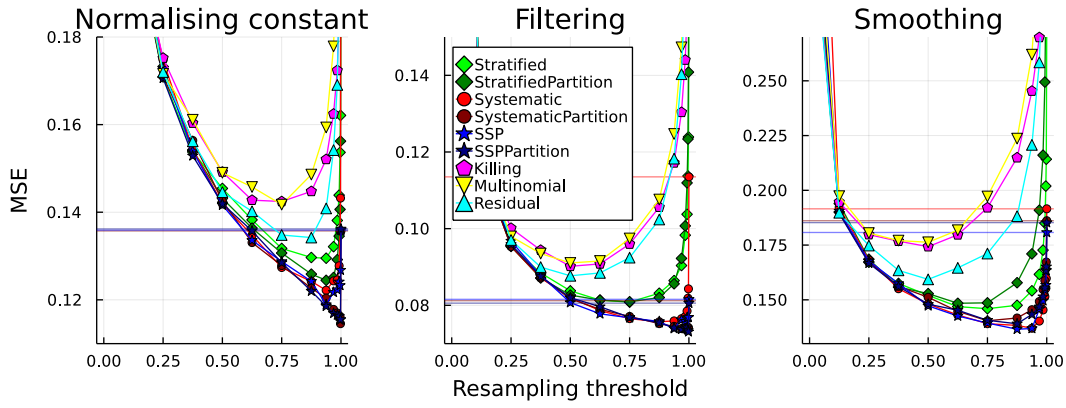 Normalising constant
Filtering
Smoothing
MSE
0.18
0.16
0.14
0.12
0.00
0.25
0.50
0.75
1.00
0.14
0.12
0.10
0.08
0.00
0.25
0.50
0.75
1.00
Stratified
StratifiedPartition
Systematic
SystematicPartition
SSP
SSPPartition
Killing
Multinomial
Residual
0.250
0.225
0.200
0.175
0.150
0.00
0.25
0.50
0.75
1.00
Resampling threshold